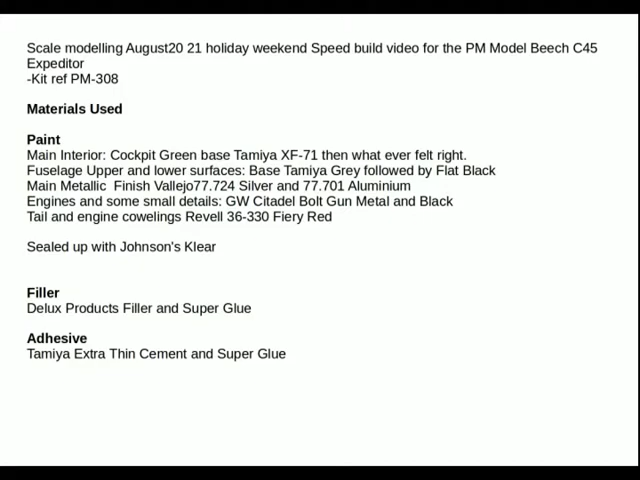 Scale modelling August20 21 holiday weekend Speed build video for the PM Model Beech C45
Expeditor
-Kit ref PM-308
Materials Used
Paint
Main Interior: Cockpit Green base Tamiya XF-71 then what ever felt right.
Fuselage Upper and lower surfaces: Base Tamiya Grey followed by Flat Black
Main Metallic  Finish Vallejo77.724 Silver and 77.701 Aluminium
Engines and some small details: GW Citadel Bolt Gun Metal and Black
Tail and engine cowelings Revell 36-330 Fiery Red
Sealed up with Johnson's Klear
Filler
Delux Products Filler and Super Glue
Adhesive
Tamiya Extra Thin Cement and Super Glue